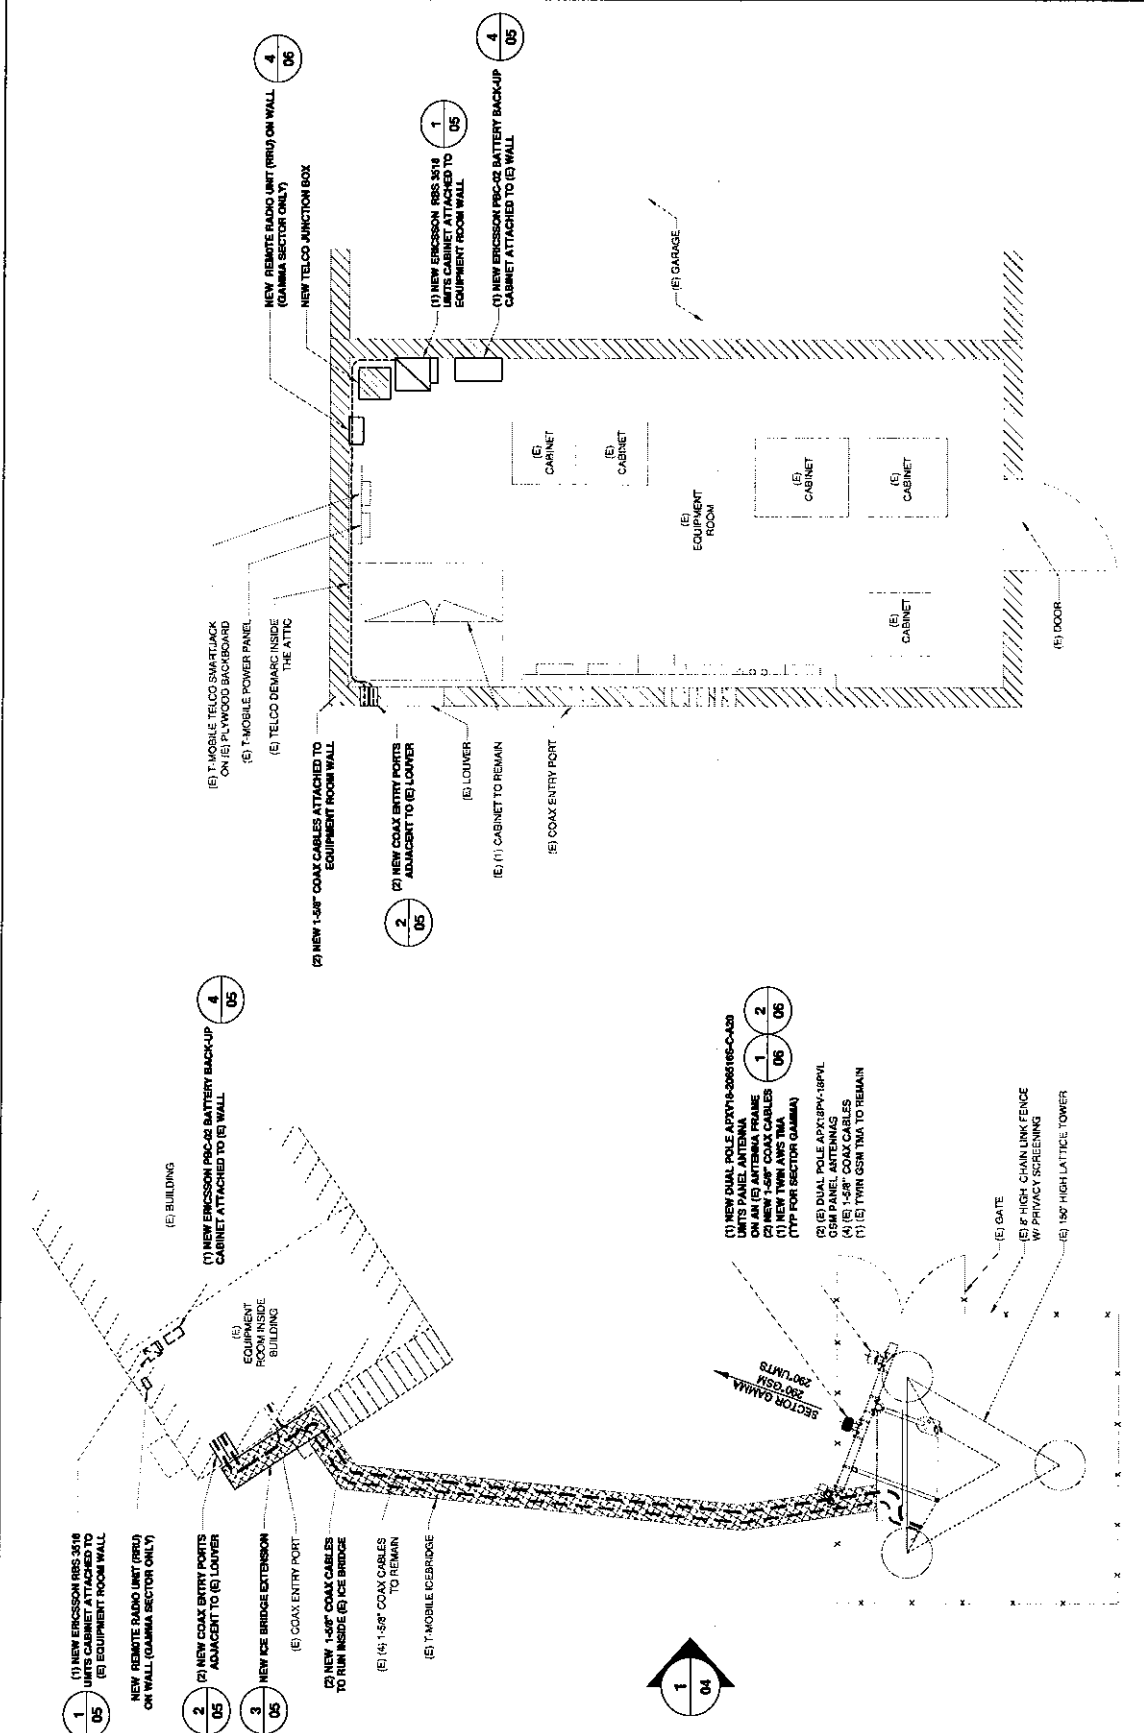 (1) NEW ERICSSON RBS 3518
UMTS CABINET ATTACHED TO
(E) EQUIPMENT ROOM WALL
1
05
NEW REMOTE RADIO UNIT (RRU)
ON WALL (GAMMA SECTOR ONLY)
(2) NEW COAX ENTRY PORTS
ADJACENT TO (E) LOUVER
2
05
NEW ICE BRIDGE EXTENSION
3
05
(E) COAX ENTRY PORT
(2) NEW 1-5/8" COAX CABLES
TO RUN INSIDE (E) ICE BRIDGE
(E) (4) 1-5/8" COAX CABLES
TO REMAIN
(E) T-MOBILE ICEBRIDGE
1
04
(E) BUILDING
(1) NEW ERICSSON PBC-02 BATTERY BACK-UP
CABINET ATTACHED TO (E) WALL
4
05
(E)
EQUIPMENT
ROOM INSIDE
BUILDING
SECTOR GAMMA
290°GSM
290°UMTS
(1) NEW DUAL POLE APXV18-206516S-C-A20
UMTS PANEL ANTENNA
ON AN (E) ANTENNA FRAME
(2) NEW 1-5/8" COAX CABLES
(1) NEW TWIN AWS TMA
(TYP FOR SECTOR GAMMA)
1
06
2
06
(2) (E) DUAL POLE APX18PV-18PVL
GSM PANEL ANTENNAS
(4) (E) 1-5/8" COAX CABLES
(1) (E) TWIN GSM TMA TO REMAIN
(E) GATE
(E) 8' HIGH CHAIN LINK FENCE
W/ PRIVACY SCREENING
(E) 150' HIGH LATTICE TOWER
(E) T-MOBILE TELCO SMARTJACK
ON (E) PLYWOOD BACKBOARD
(E) T-MOBILE POWER PANEL
(E) TELCO DEMARC INSIDE
THE ATTIC
(2) NEW 1-5/8" COAX CABLES ATTACHED TO
EQUIPMENT ROOM WALL
(2) NEW COAX ENTRY PORTS
ADJACENT TO (E) LOUVER
2
05
(E) LOUVER
(E) (1) CABINET TO REMAIN
(E) COAX ENTRY PORT
NEW REMOTE RADIO UNIT (RRU) ON WALL
(GAMMA SECTOR ONLY)
4
06
NEW TELCO JUNCTION BOX
(1) NEW ERICSSON RBS 3518
UMTS CABINET ATTACHED TO
EQUIPMENT ROOM WALL
1
05
(1) NEW ERICSSON PBC-02 BATTERY BACK-UP
CABINET ATTACHED TO (E) WALL
4
05
(E) GARAGE
(E)
CABINET
(E)
CABINET
(E)
EQUIPMENT
ROOM
(E)
CABINET
(E)
CABINET
(E)
CABINET
(E) DOOR